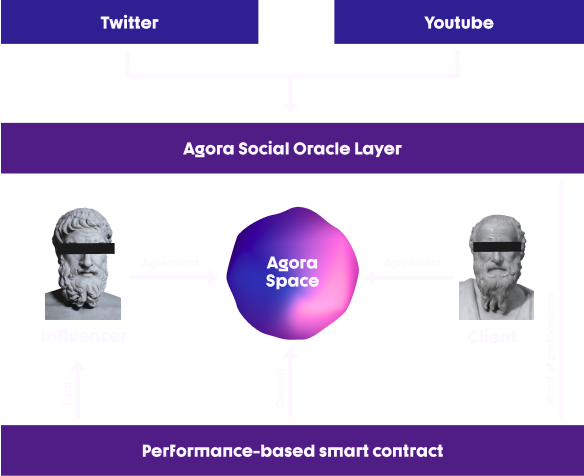 Twitter
Youtube
Agora Social Oracle Layer
Agora
Space
Agreement
Agreement
Influencer
Client
Performance-based smart contract